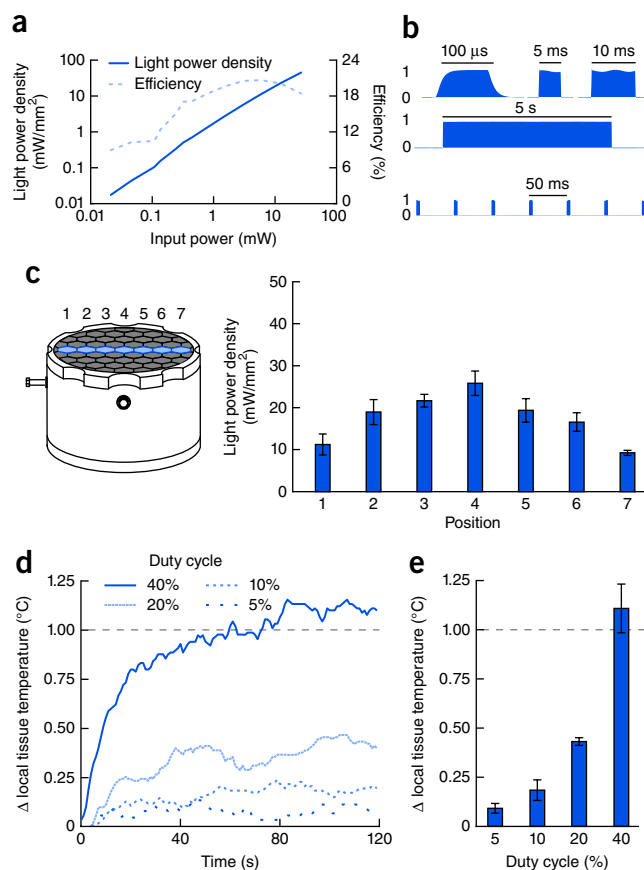 a
100
10
1
0.1
0.01
Light power density
(mW/mm²)
Light power density
Efficiency
24
18
12
6
0
Efficiency (%)
0.01
0.1
1
10
100
Input power (mW)
b
100 µs
5 ms
10 ms
1
0
5 s
1
0
50 ms
1
0
c
1 2 3 4 5 6 7
50
40
30
20
10
0
Light power density
(mW/mm²)
1 2 3 4 5 6 7
Position
d
Duty cycle
40%
10%
20%
5%
1.25
1.00
0.75
0.50
0.25
0
Δ local tissue temperature (°C)
0 40 80 120
Time (s)
e
1.25
1.00
0.75
0.50
0.25
0
Δ local tissue temperature (°C)
5 10 20 40
Duty cycle (%)